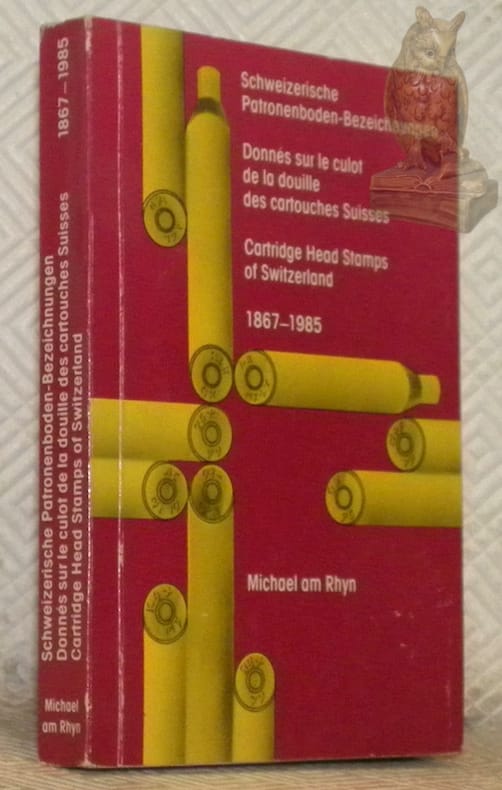 Schweizerische
Patronenboden-Bezeichnungen
Donnés sur le culot
de la douille
des cartouches Suisses
Cartridge Head Stamps
of Switzerland
1867–1985
Michael am Rhyn
Schweizerische Patronenboden-Bezeichnungen
Donnés sur le culot de la douille des cartouches Suisses 1867–1985
Cartridge Head Stamps of Switzerland
Michael
am Rhyn